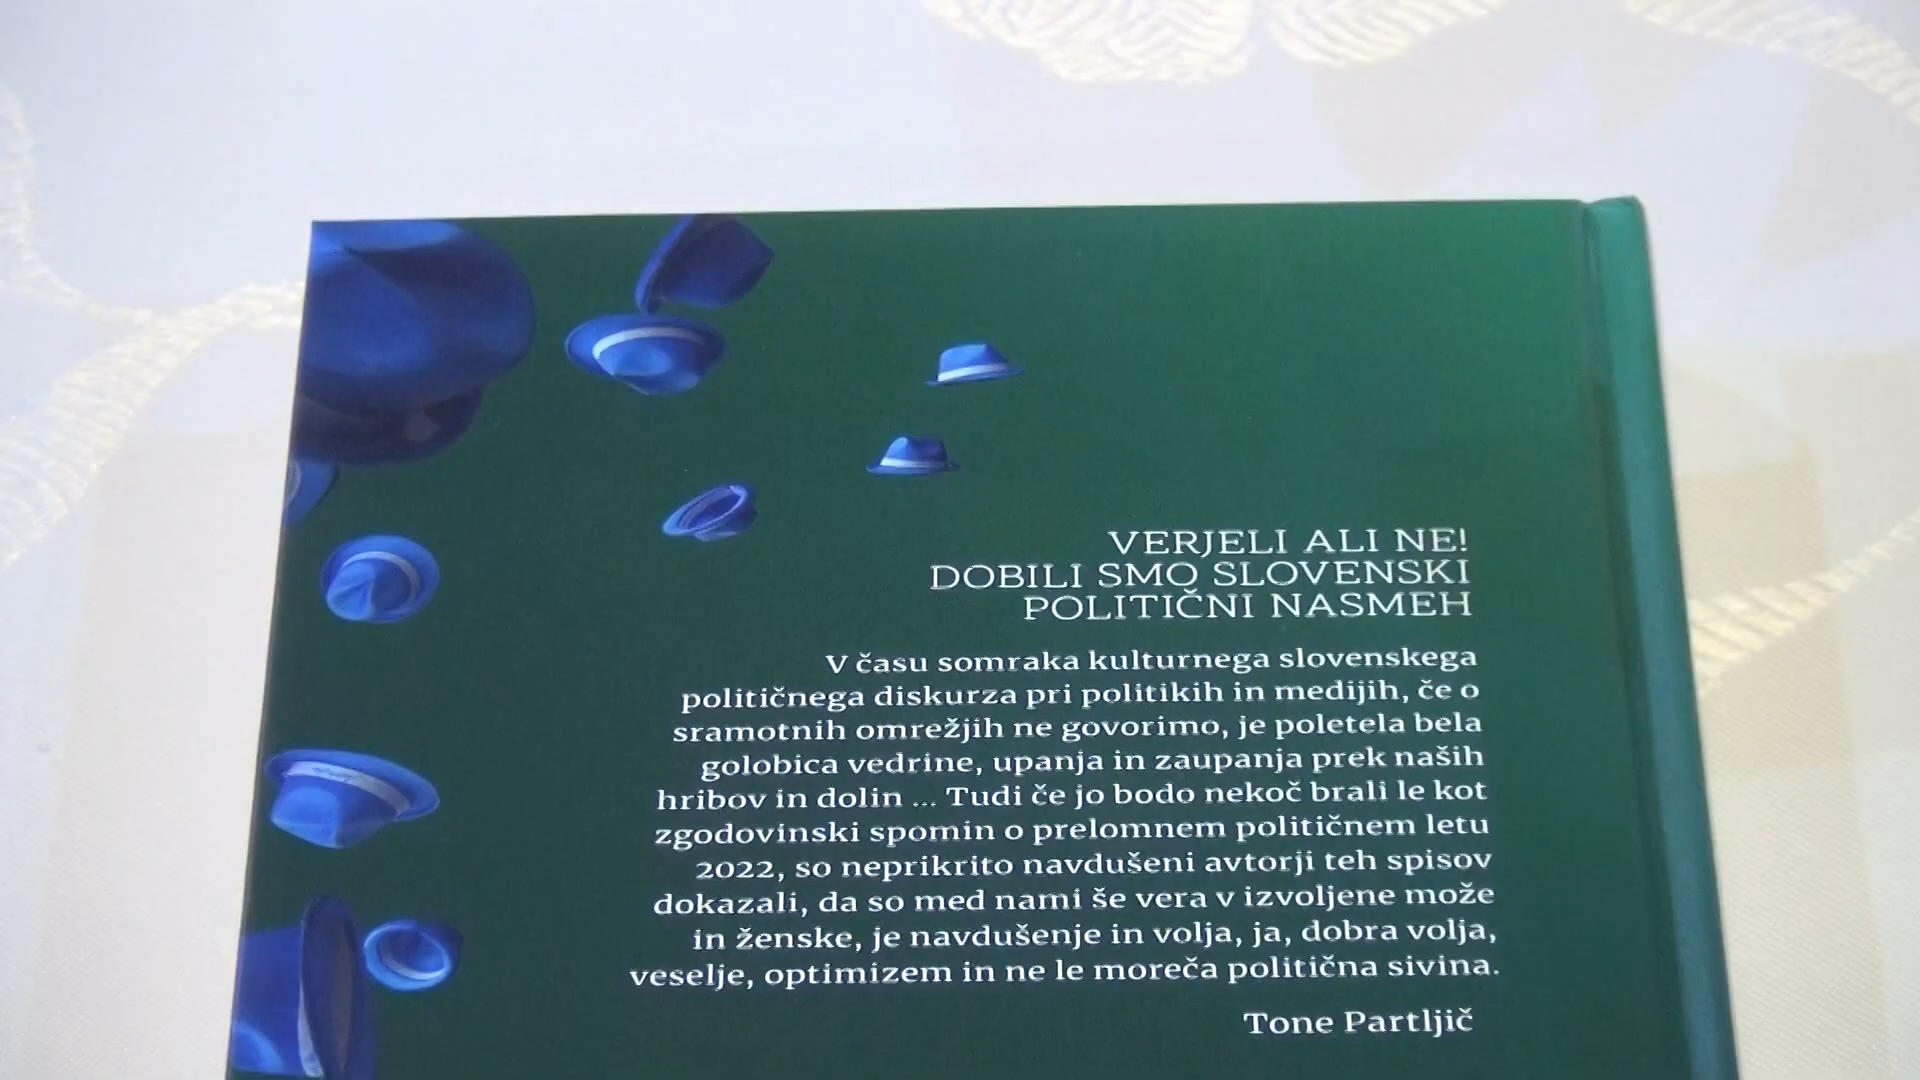 VERJELI ALI NE!
DOBILI SMO SLOVENSKI
POLITIČNI NASMEH
V času somraka kulturnega slovenskega
političnega diskurza pri politikih in medijih, če o
sramotnih omrežjih ne govorimo, je poletela bela
golobica vedrine, upanja in zaupanja prek naših
hribov in dolin ... Tudi če jo bodo nekoč brali le kot
zgodovinski spomin o prelomnem političnem letu
2022, so neprikrito navdušeni avtorji teh spisov
dokazali, da so med nami še vera v izvoljene može
in ženske, je navdušenje in volja, ja, dobra volja,
veselje, optimizem in ne le moreča politična sivina.
Tone Partljič